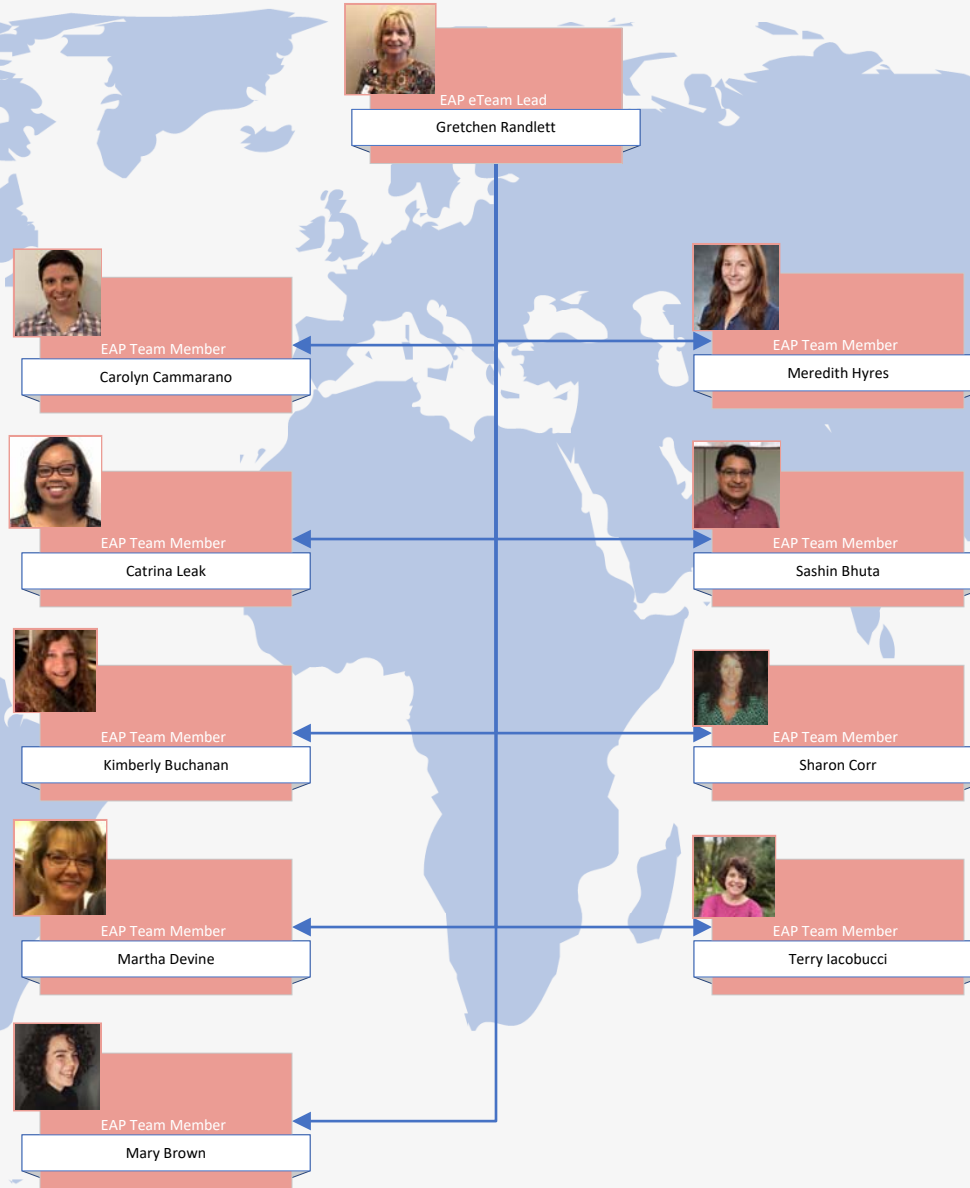 EAP eTeam Lead
Gretchen Randlett
EAP Team Member
Carolyn Cammarano
EAP Team Member
Meredith Hyres
EAP Team Member
Catrina Leak
EAP Team Member
Sashin Bhuta
EAP Team Member
Kimberly Buchanan
EAP Team Member
Sharon Corr
EAP Team Member
Martha Devine
EAP Team Member
Terry Iacobucci
EAP Team Member
Mary Brown